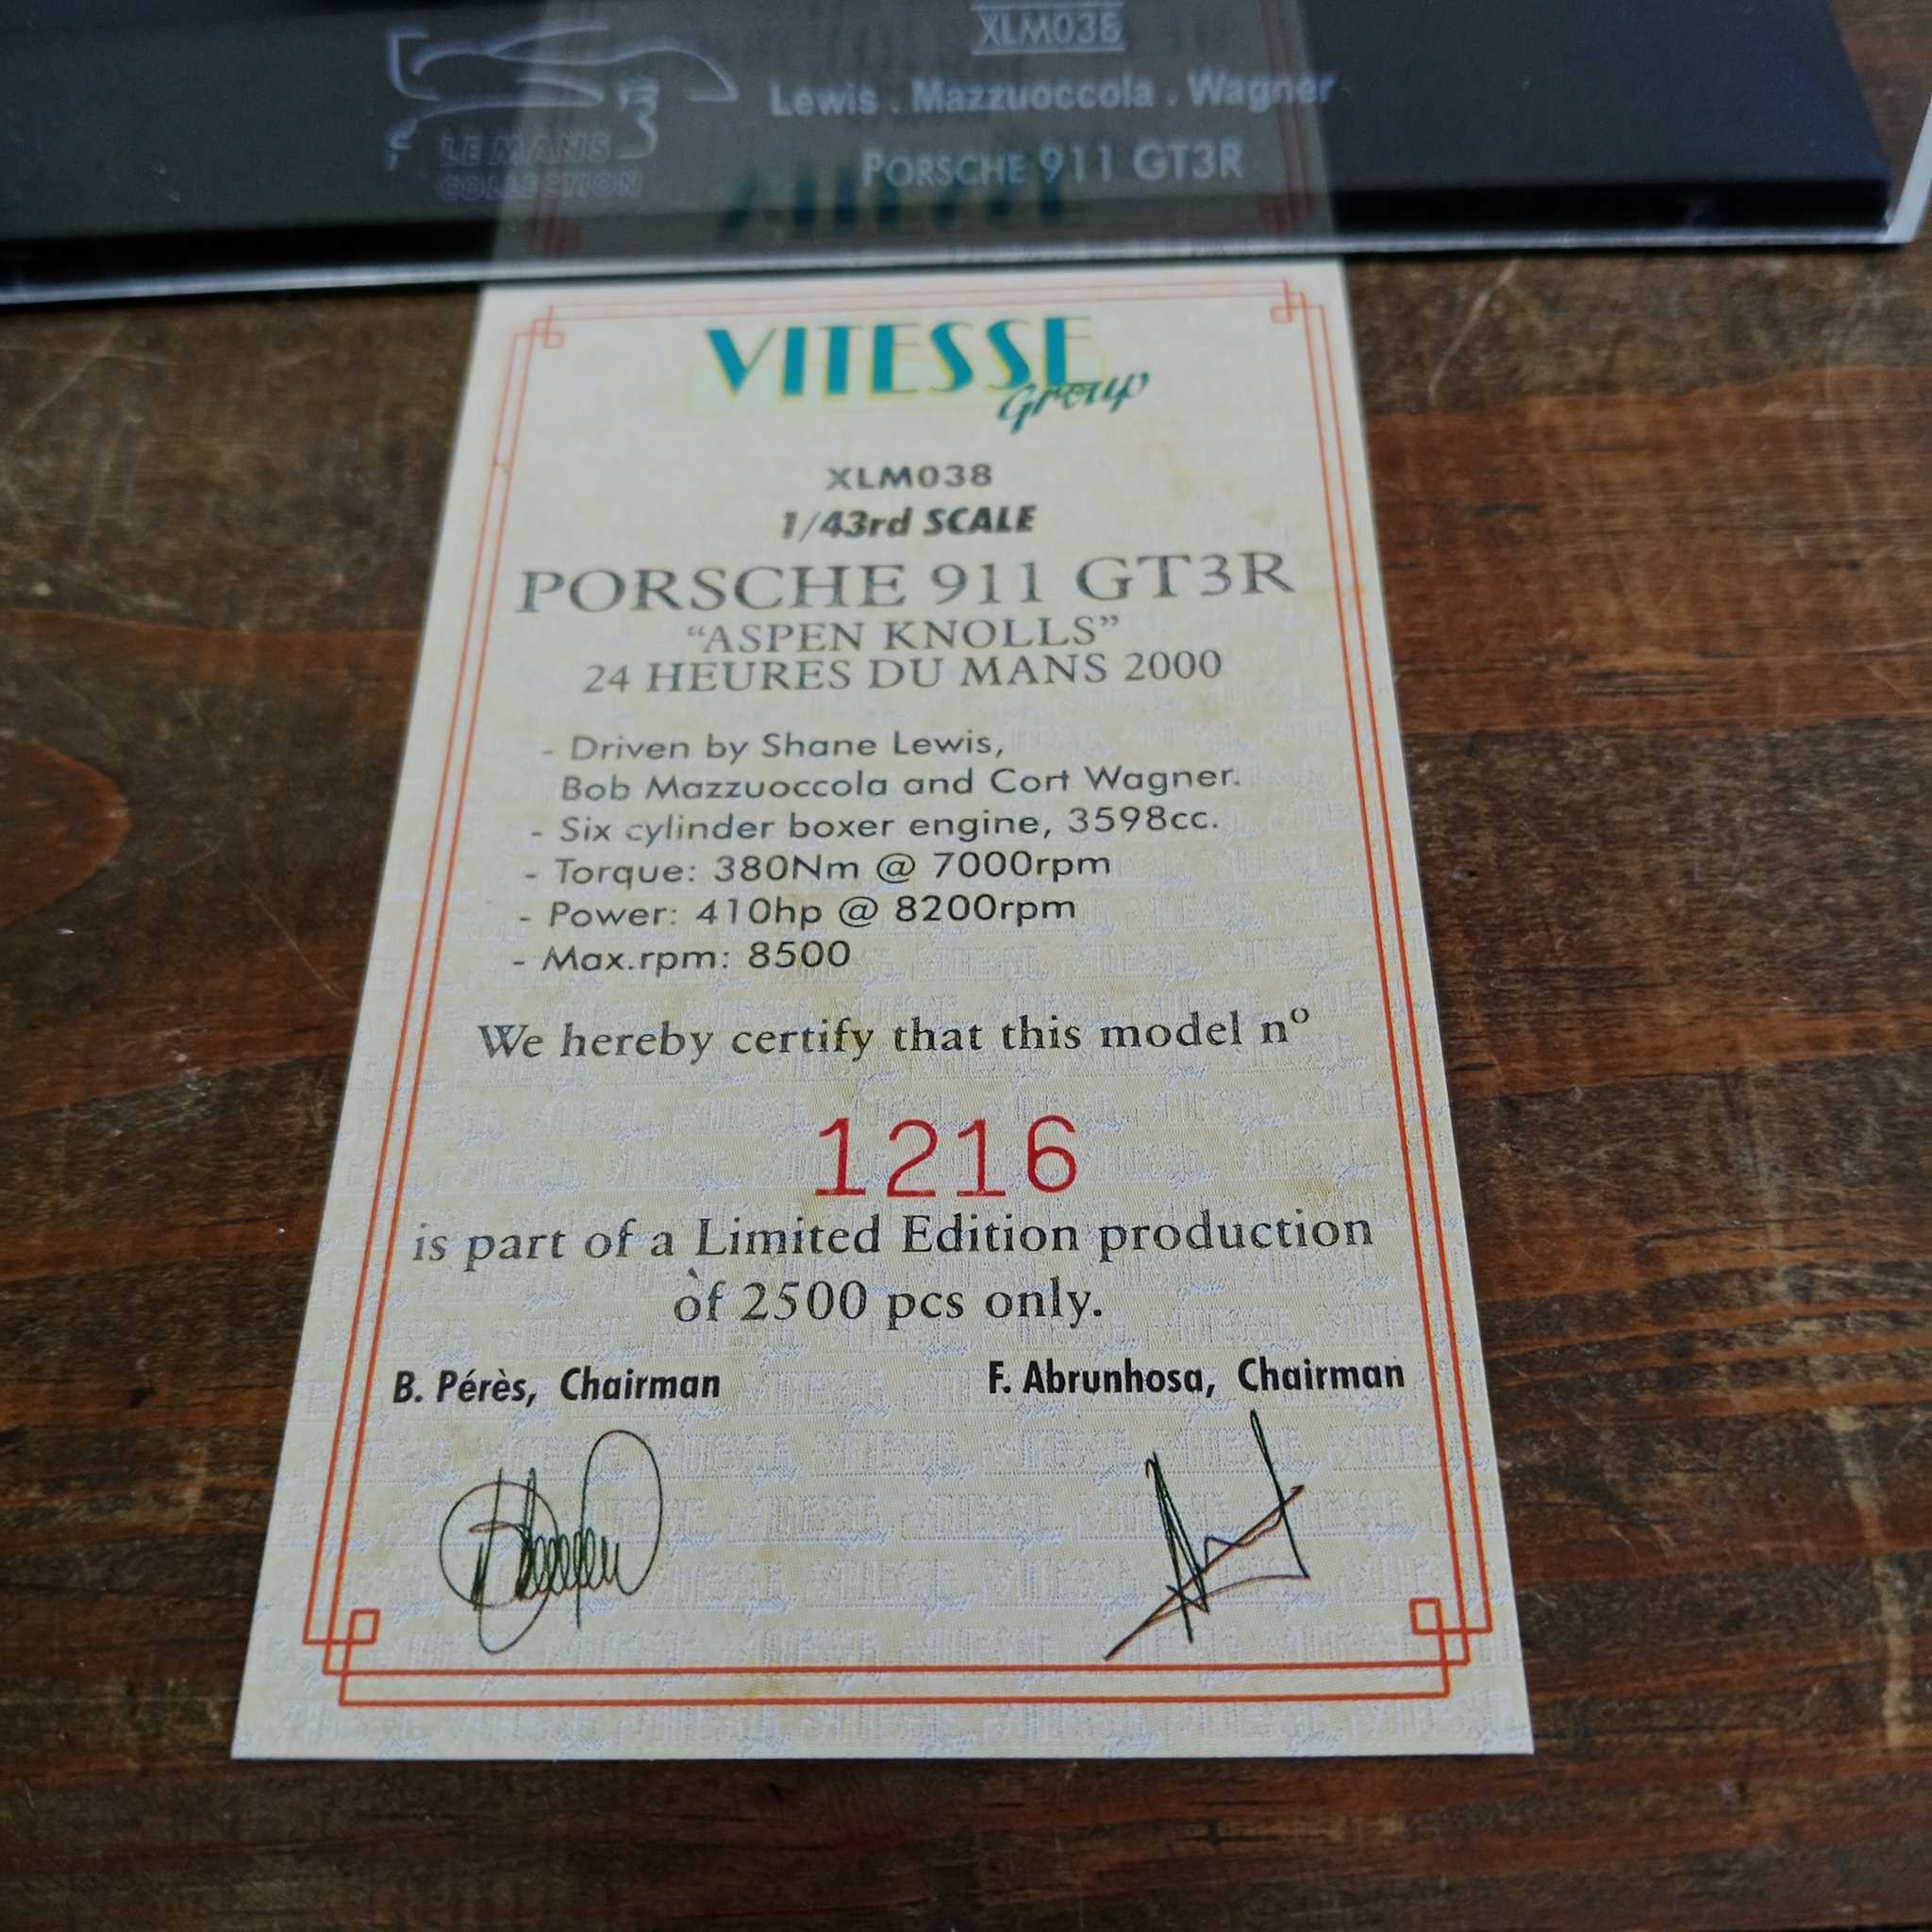 XLM038
Lewis . Mazzuoccola . Wagner
PORSCHE 911 GT3R
LE MANS
COLLECTION
VITESSE
Group
XLM038
1/43rd SCALE
PORSCHE 911 GT3R
“ASPEN KNOLLS”
24 HEURES DU MANS 2000
- Driven by Shane Lewis,
Bob Mazzuoccola and Cort Wagner.
- Six cylinder boxer engine, 3598cc.
- Torque: 380Nm @ 7000rpm
- Power: 410hp @ 8200rpm
- Max.rpm: 8500
We hereby certify that this model nº
1216
is part of a Limited Edition production
of 2500 pcs only.
B. Pérès, Chairman
F. Abrunhosa, Chairman